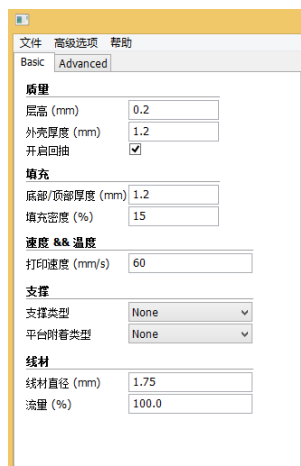 文件 高级选项 帮助
Basic Advanced
质量
层高 (mm) 0.2
外壳厚度 (mm) 1.2
开启回抽
填充
底部/顶部厚度 (mm) 1.2
填充密度 (%) 15
速度 && 温度
打印速度 (mm/s) 60
支撑
支撑类型 None
平台附着类型 None
线材
线材直径 (mm) 1.75
流量 (%) 100.0